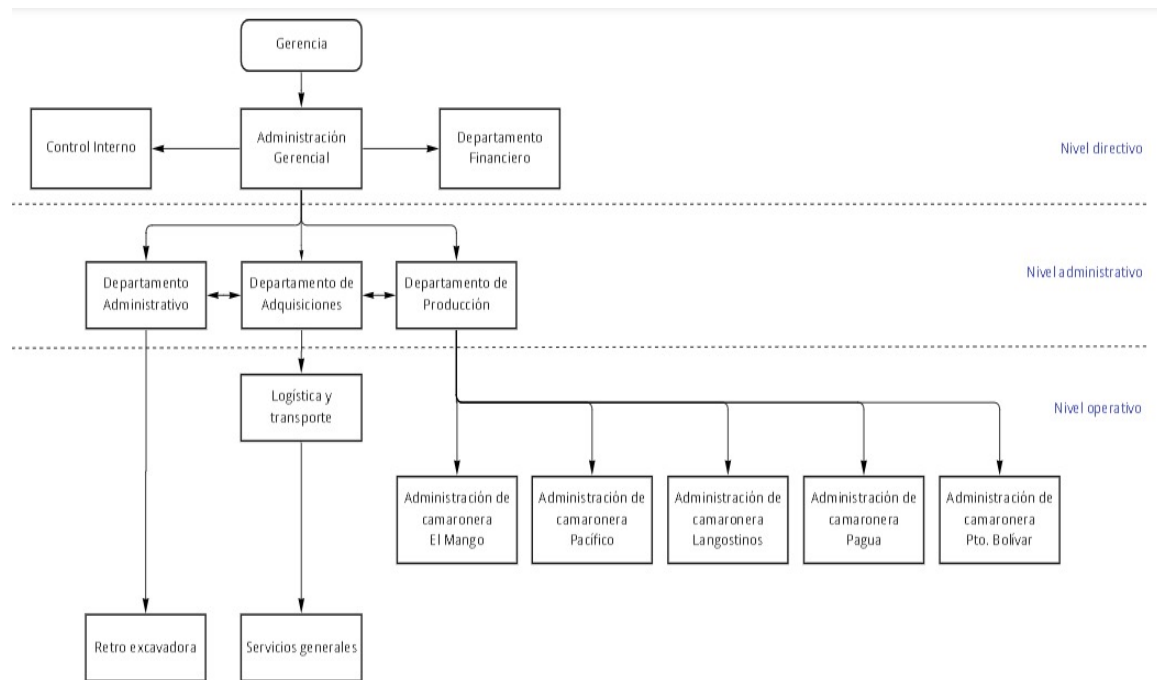 Gerencia
Control Interno
Administración
Gerencial
Departamento
Financiero
Nivel directivo
Departamento
Administrativo
Departamento de
Adquisiciones
Departamento de
Producción
Nivel administrativo
Logística y
transporte
Nivel operativo
Administración de
camaronera
El Mango
Administración de
camaronera
Pacífico
Administración de
camaronera
Langostinos
Administración de
camaronera
Pagua
Administración de
camaronera
Pto. Bolívar
Retro excavadora
Servicios generales